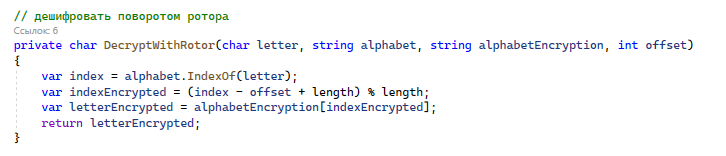 // дешифровать поворотом ротора
Ссылок: 6
private char DecryptWithRotor(char letter, string alphabet, string alphabetEncryption, int offset)
{
    var index = alphabet.IndexOf(letter);
    var indexEncrypted = (index - offset + length) % length;
    var letterEncrypted = alphabetEncryption[indexEncrypted];
    return letterEncrypted;
}